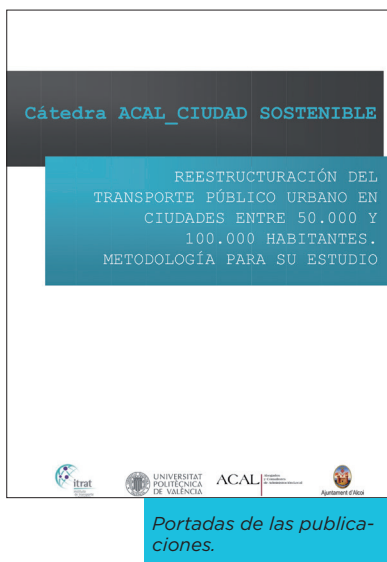 Cátedra ACAL_CIUDAD SOSTENIBLE
REESTRUCTURACIÓN DEL
TRANSPORTE PÚBLICO URBANO EN
CIUDADES ENTRE 50.000 Y
100.000 HABITANTES.
METODOLOGÍA PARA SU ESTUDIO
itrat
UNIVERSITAT
POLITÈCNICA
DE VALÈNCIA
ACAL
Ajuntament d'Alcoi
Portadas de las publica-
ciones.